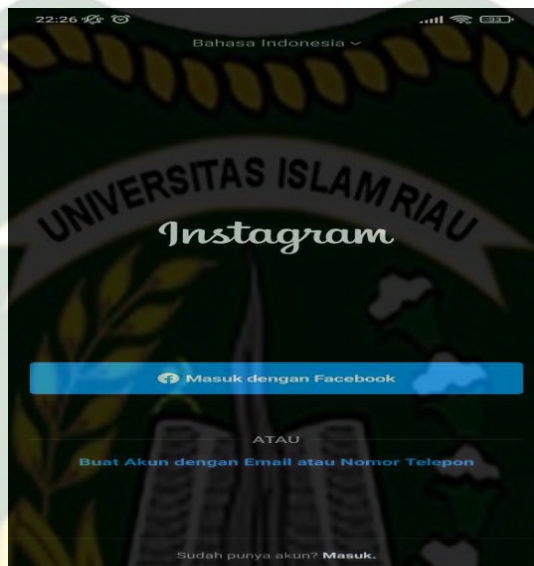 22:26
33
Bahasa Indonesia
UNIVERSITAS ISLAM RIAU
Instagram
Masuk dengan Facebook
ATAU
Buat Akun dengan Email atau Nomor Telepon
Sudah punya akun? Masuk.